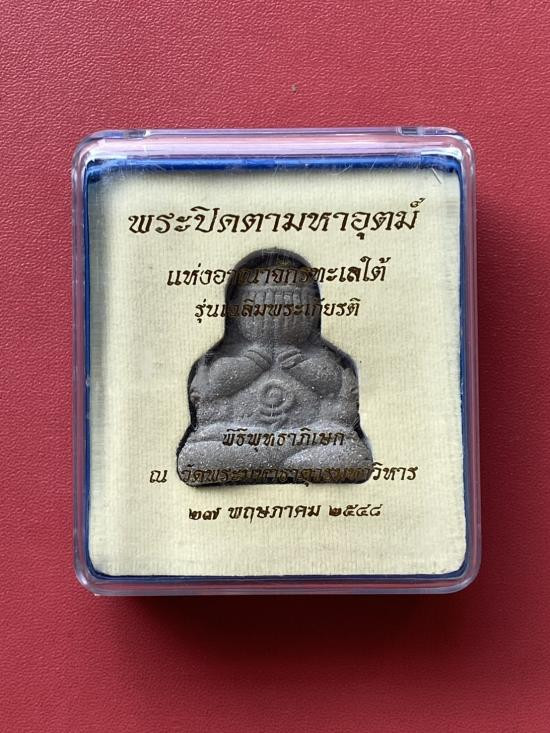 พระปิดตามหาอุตม์
แห่งอาณาจักรทะเลใต้
รุ่นเฉลิมพระเกียรติ
พิธีพุทธาภิเษก
ณ วัดพระมหาธาตุวรมหาวิหาร
๒๗ พฤษภาคม ๒๕๔๘